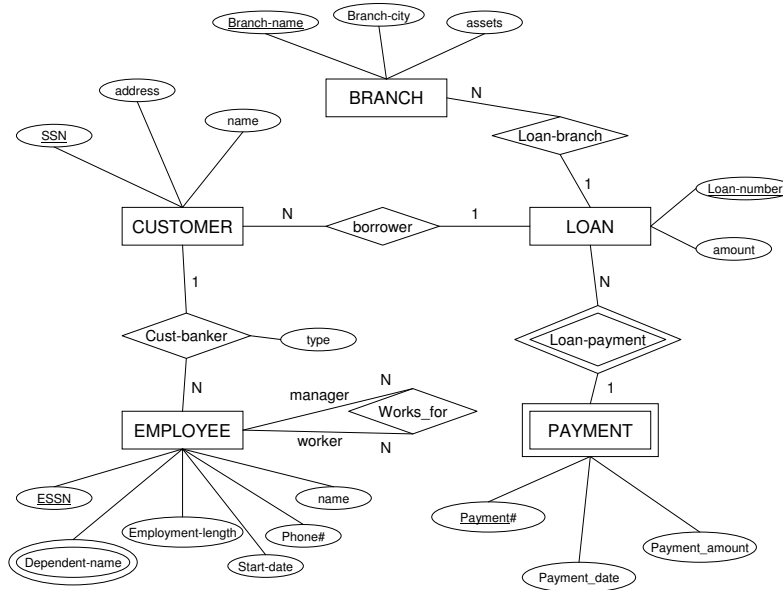 Branch-name
Branch-city
assets
BRANCH
N
Loan-branch
1
address
SSN
name
CUSTOMER
N
borrower
1
LOAN
Loan-number
amount
1
Cust-banker
type
N
N
Loan-payment
1
EMPLOYEE
manager
N
Works_for
worker
N
PAYMENT
ESSN
Dependent-name
Employment-length
Start-date
Phone#
name
Payment#
Payment_date
Payment_amount